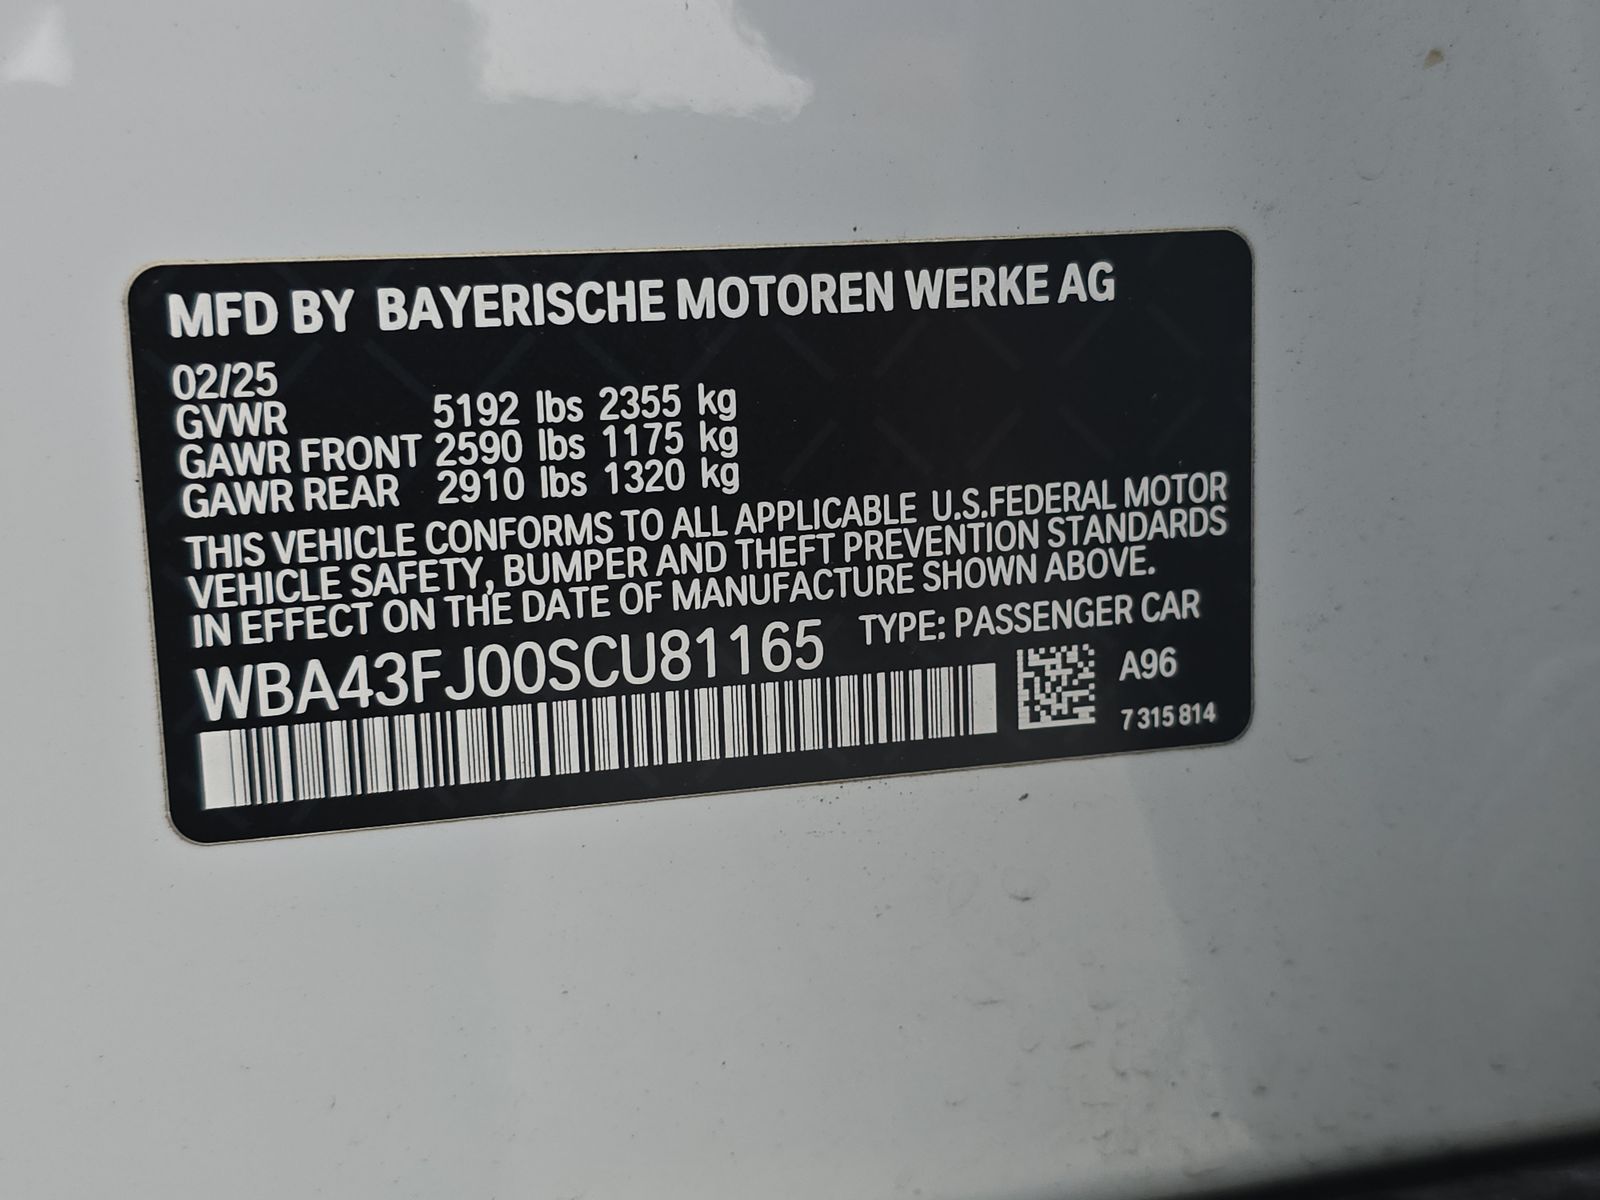 MFD BY BAYERISCHE MOTOREN WERKE AG
02/25
GVWR 5192 lbs 2355 kg
GAWR FRONT 2590 lbs 1175 kg
GAWR REAR 2910 lbs 1320 kg
THIS VEHICLE CONFORMS TO ALL APPLICABLE U.S.FEDERAL MOTOR
VEHICLE SAFETY, BUMPER AND THEFT PREVENTION STANDARDS
IN EFFECT ON THE DATE OF MANUFACTURE SHOWN ABOVE.
WBA43FJ00SCU81165 TYPE: PASSENGER CAR
A96
7 315 814